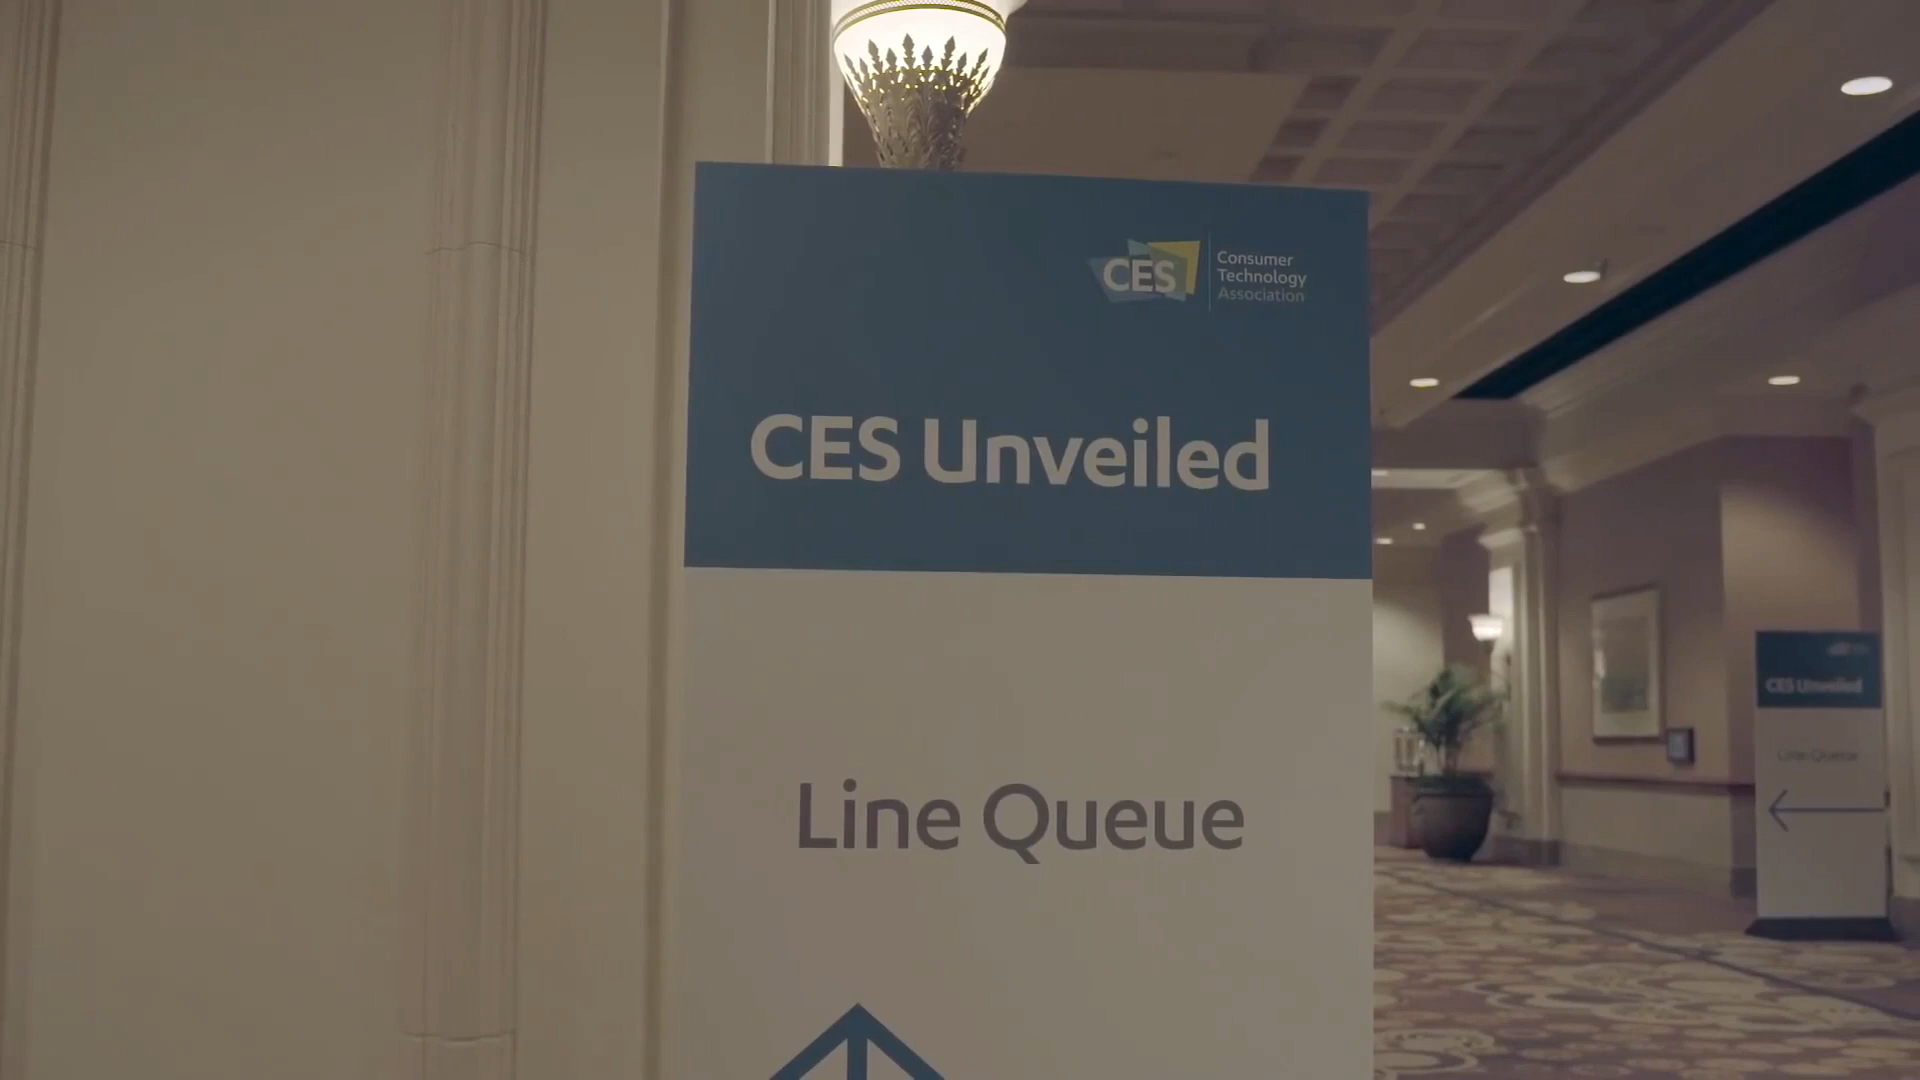 CES
Consumer
Technology
Association
CES Unveiled
Line Queue
CES Unveiled
Line Queue